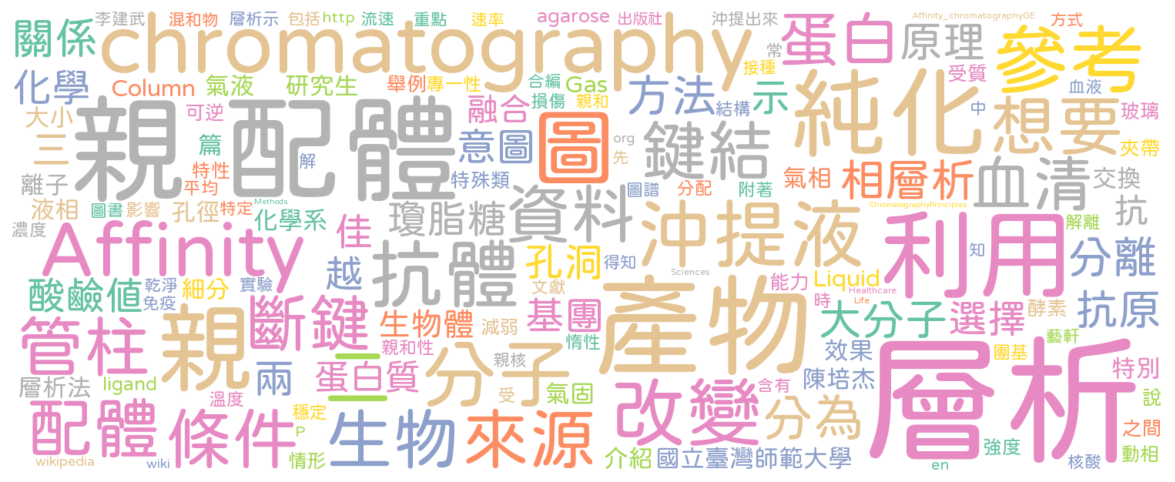 李建武 混和物 層析示 包括 http 流速 重點 速率 agarose 出版社 沖提出來 Affinity_chromatographyGE 方式
關係 chromatography 常 接種 蛋白 原理 參考
化學 Column 氣液 研究生 舉例 專一性 合編 Gas 方法 結構 示 受質 血液
大小 可逆 融合 損傷 親和 純化 中 想要 玻璃
三 親 配體 篇 解 意圖 圖 org 先 鍵結 夾帶
離子 特性 平均 特殊類 圖譜 分配 附著 氣相 相層析 血清 交換
液相 圖書 影響 孔徑 特定 Methods 化學系 瓊脂糖 資料 ChromatographyPrinciples 抗
濃度 Affinity 佳 沖提液 利用 解離
越 抗體 孔洞 得知 Sciences 知 分離
酸鹼值 乾淨 免疫 細分 實驗 文獻 能力 時 Liquid Healthcare Life 抗原
管柱 親 斷鍵 生物體 減弱 基團 惰性 產物 大分子 選擇 酵素 藝軒
兩 親和性 分子 親核 效果 團基 層析
層析法 ligand 溫度 蛋白質 受 氣固 改變 含有 陳培杰 特別
配體 條件 穩定 P 生物 來源 分為 說
wikipedia wiki 情形 介紹 國立臺灣師範大學 en 強度 核酸 之間 動相